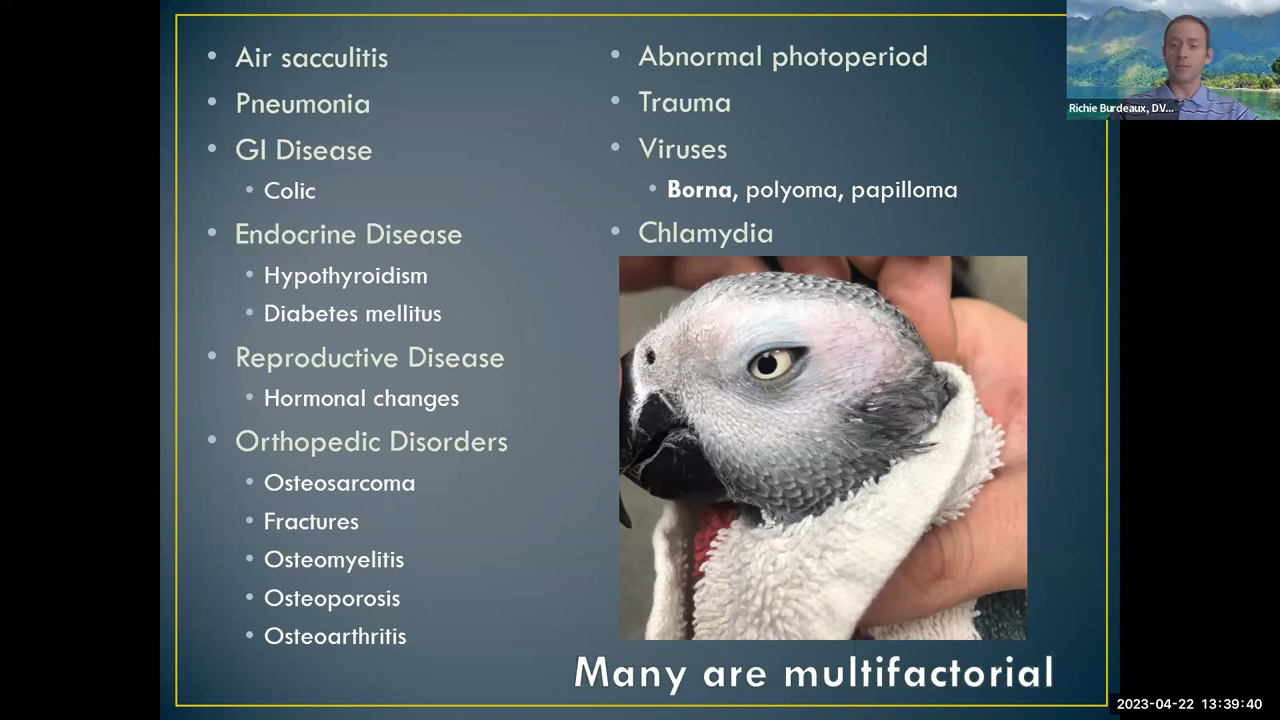 Air sacculitis
Pneumonia
GI Disease
Colic
Endocrine Disease
Hypothyroidism
Diabetes mellitus
Reproductive Disease
Hormonal changes
Orthopedic Disorders
Osteosarcoma
Fractures
Osteomyelitis
Osteoporosis
Osteoarthritis
Abnormal photoperiod
Trauma
Viruses
Borna, polyoma, papilloma
Chlamydia
Many are multifactorial
Richie Burdeaux, DV...
2023-04-22 13:39:40